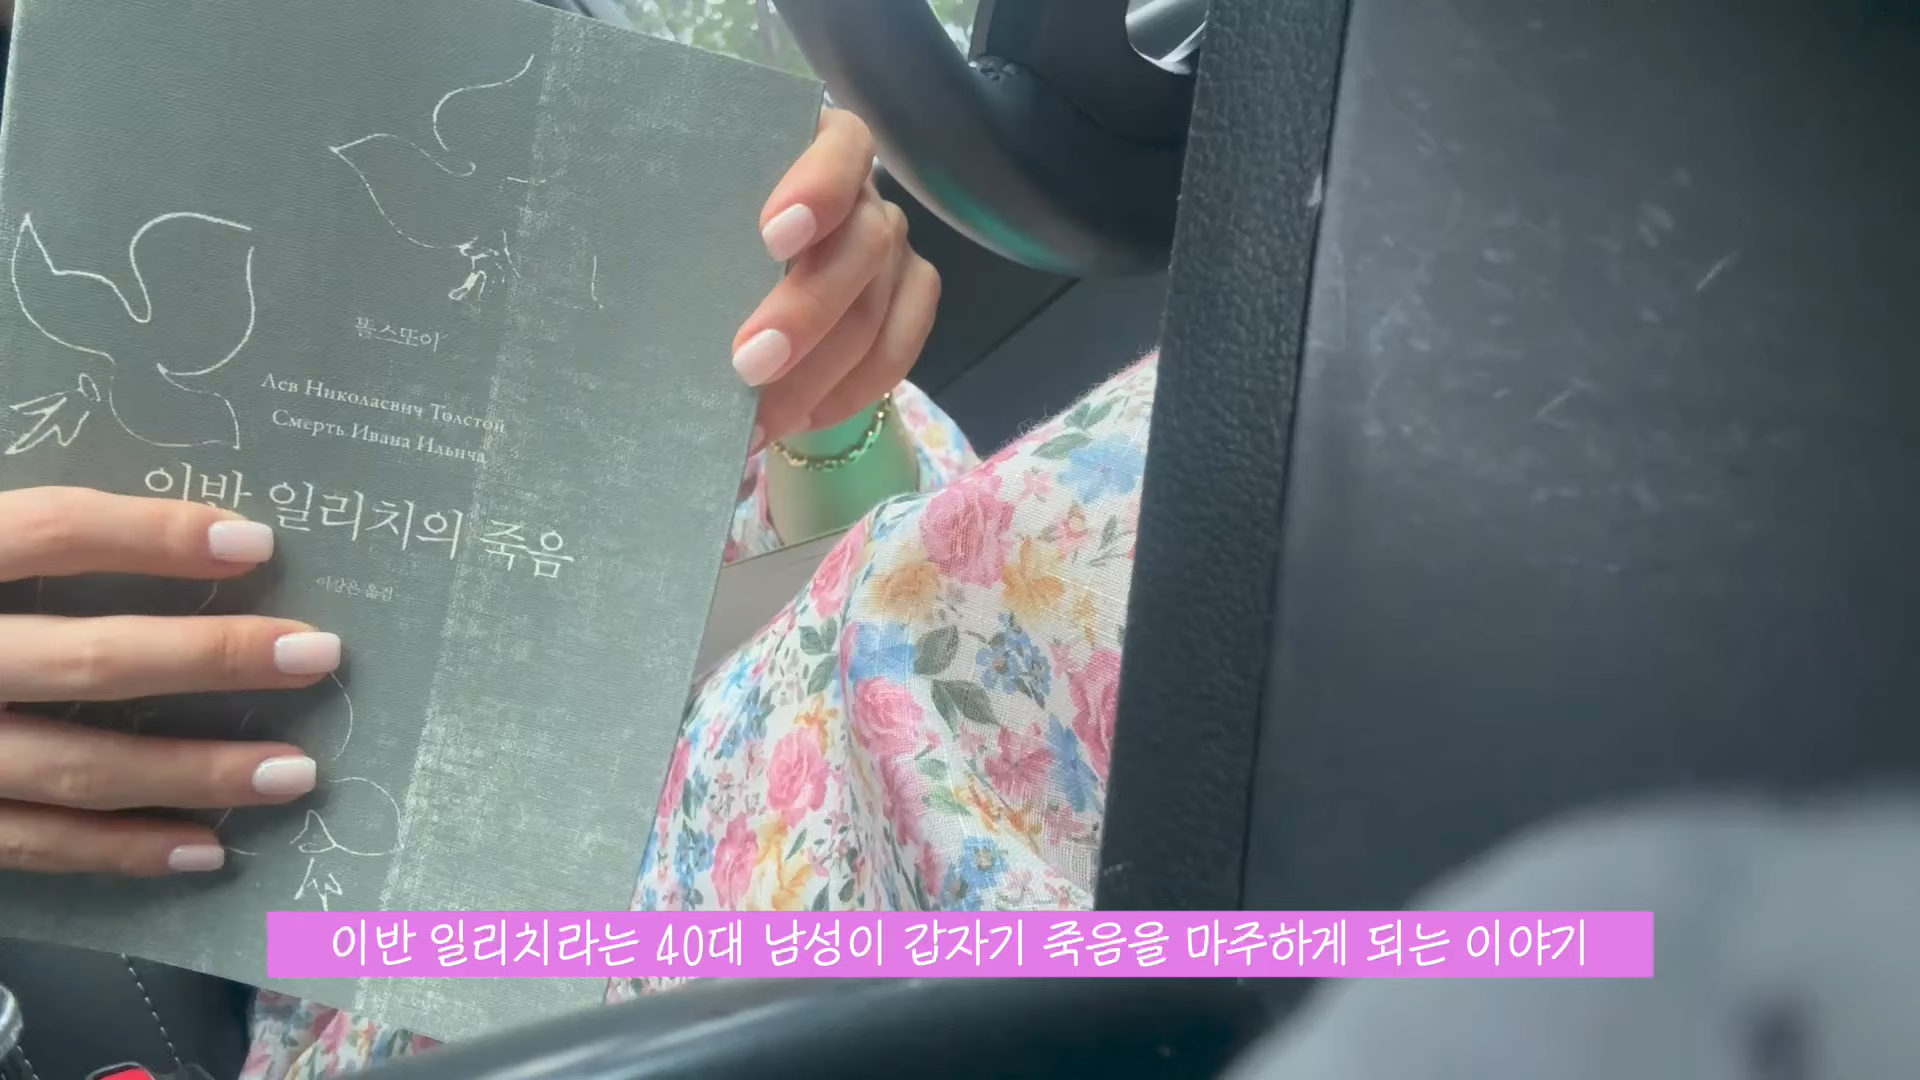 똘스또이
Лев Николаевич Толстой
Смерть Ивана Ильича
이반 일리치의 죽음
이강은 옮김
이반 일리치라는 40대 남성이 갑자기 죽음을 마주하게 되는 이야기